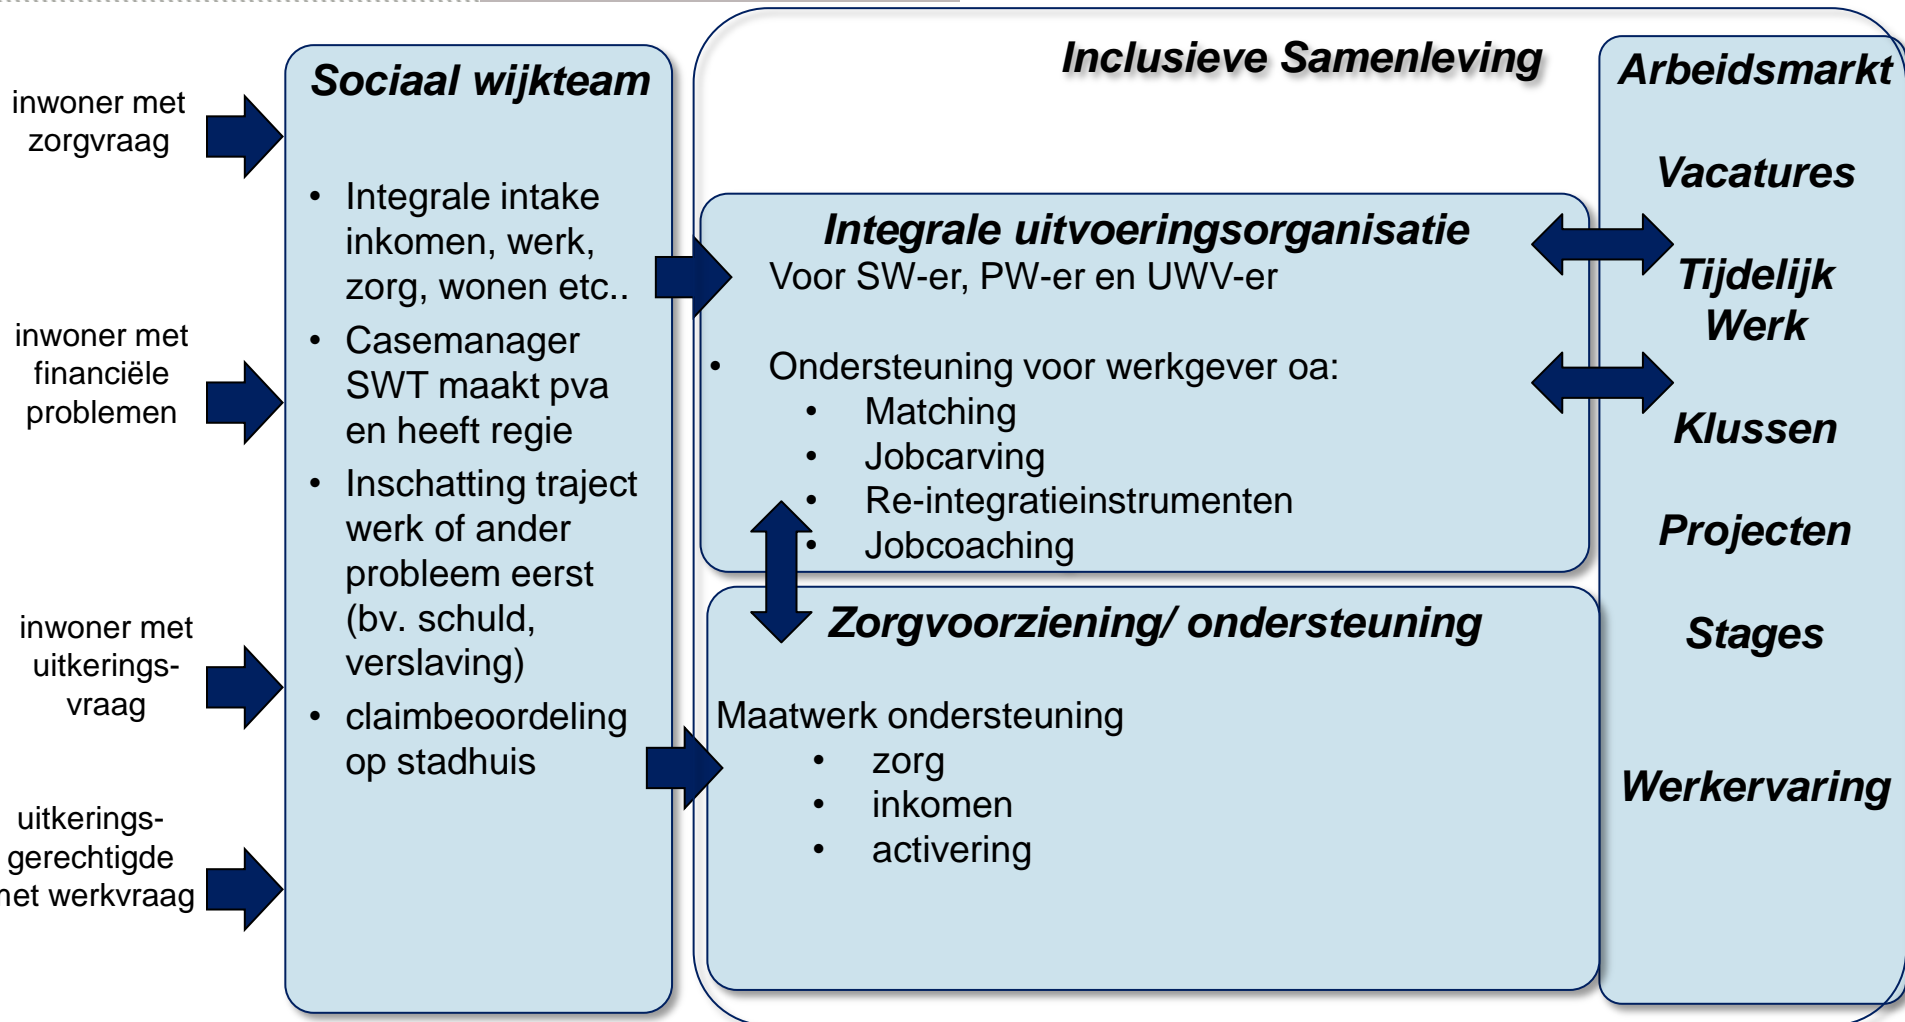 inwoner met
zorgvraag
inwoner met
financiële
problemen
inwoner met
uitkerings-
vraag
uitkerings-
gerechtigde
met werkvraag
Sociaal wijkteam
• Integrale intake
inkomen, werk,
zorg, wonen etc..
• Casemanager
SWT maakt pva
en heeft regie
• Inschatting traject
werk of ander
probleem eerst
(bv. schuld,
verslaving)
• claimbeoordeling
op stadhuis
Inclusieve Samenleving
Integrale uitvoeringsorganisatie
Voor SW-er, PW-er en UWV-er
• Ondersteuning voor werkgever oa:
• Matching
• Jobcarving
• Re-integratieinstrumenten
• Jobcoaching
Zorgvoorziening/ ondersteuning
Maatwerk ondersteuning
• zorg
• inkomen
• activering
Arbeidsmarkt
Vacatures
Tijdelijk
Werk
Klussen
Projecten
Stages
Werkervaring